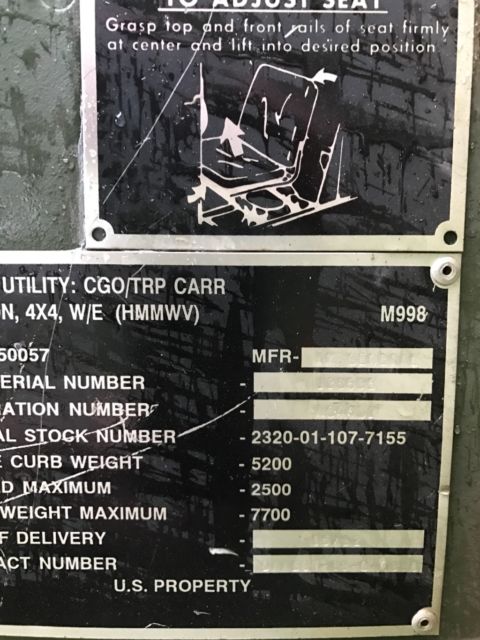 TO ADJUST SEAT
Grasp top and front rails of seat firmly
at center and lift into desired position
UTILITY: CGO/TRP CARR
N, 4X4, W/E (HMMWV) M998
50057 MFR-
ERIAL NUMBER -
ATION NUMBER -
AL STOCK NUMBER - 2320-01-107-7155
E CURB WEIGHT - 5200
D MAXIMUM - 2500
WEIGHT MAXIMUM - 7700
F DELIVERY -
ACT NUMBER -
U.S. PROPERTY